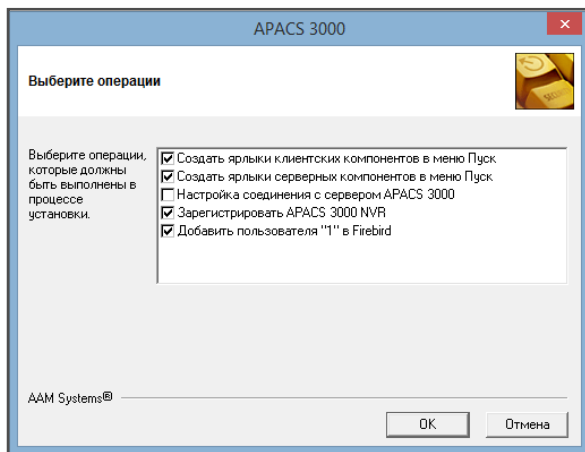 APACS 3000
Выберите операции
Выберите операции,
которые должны
быть выполнены в
процессе
установки.
Создать ярлыки клиентских компонентов в меню Пуск
Создать ярлыки серверных компонентов в меню Пуск
Настройка соединения с сервером APACS 3000
Зарегистрировать APACS 3000 NVR
Добавить пользователя "1" в Firebird
AAM Systems®
OK
Отмена